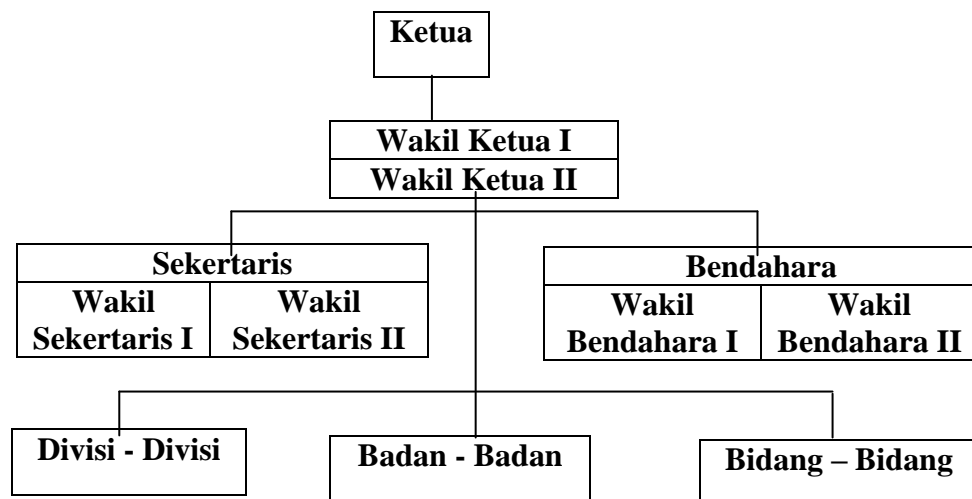 Ketua
Wakil Ketua I
Wakil Ketua II
Sekertaris
Wakil
Sekertaris I
Wakil
Sekertaris II
Bendahara
Wakil
Bendahara I
Wakil
Bendahara II
Divisi - Divisi
Badan - Badan
Bidang – Bidang